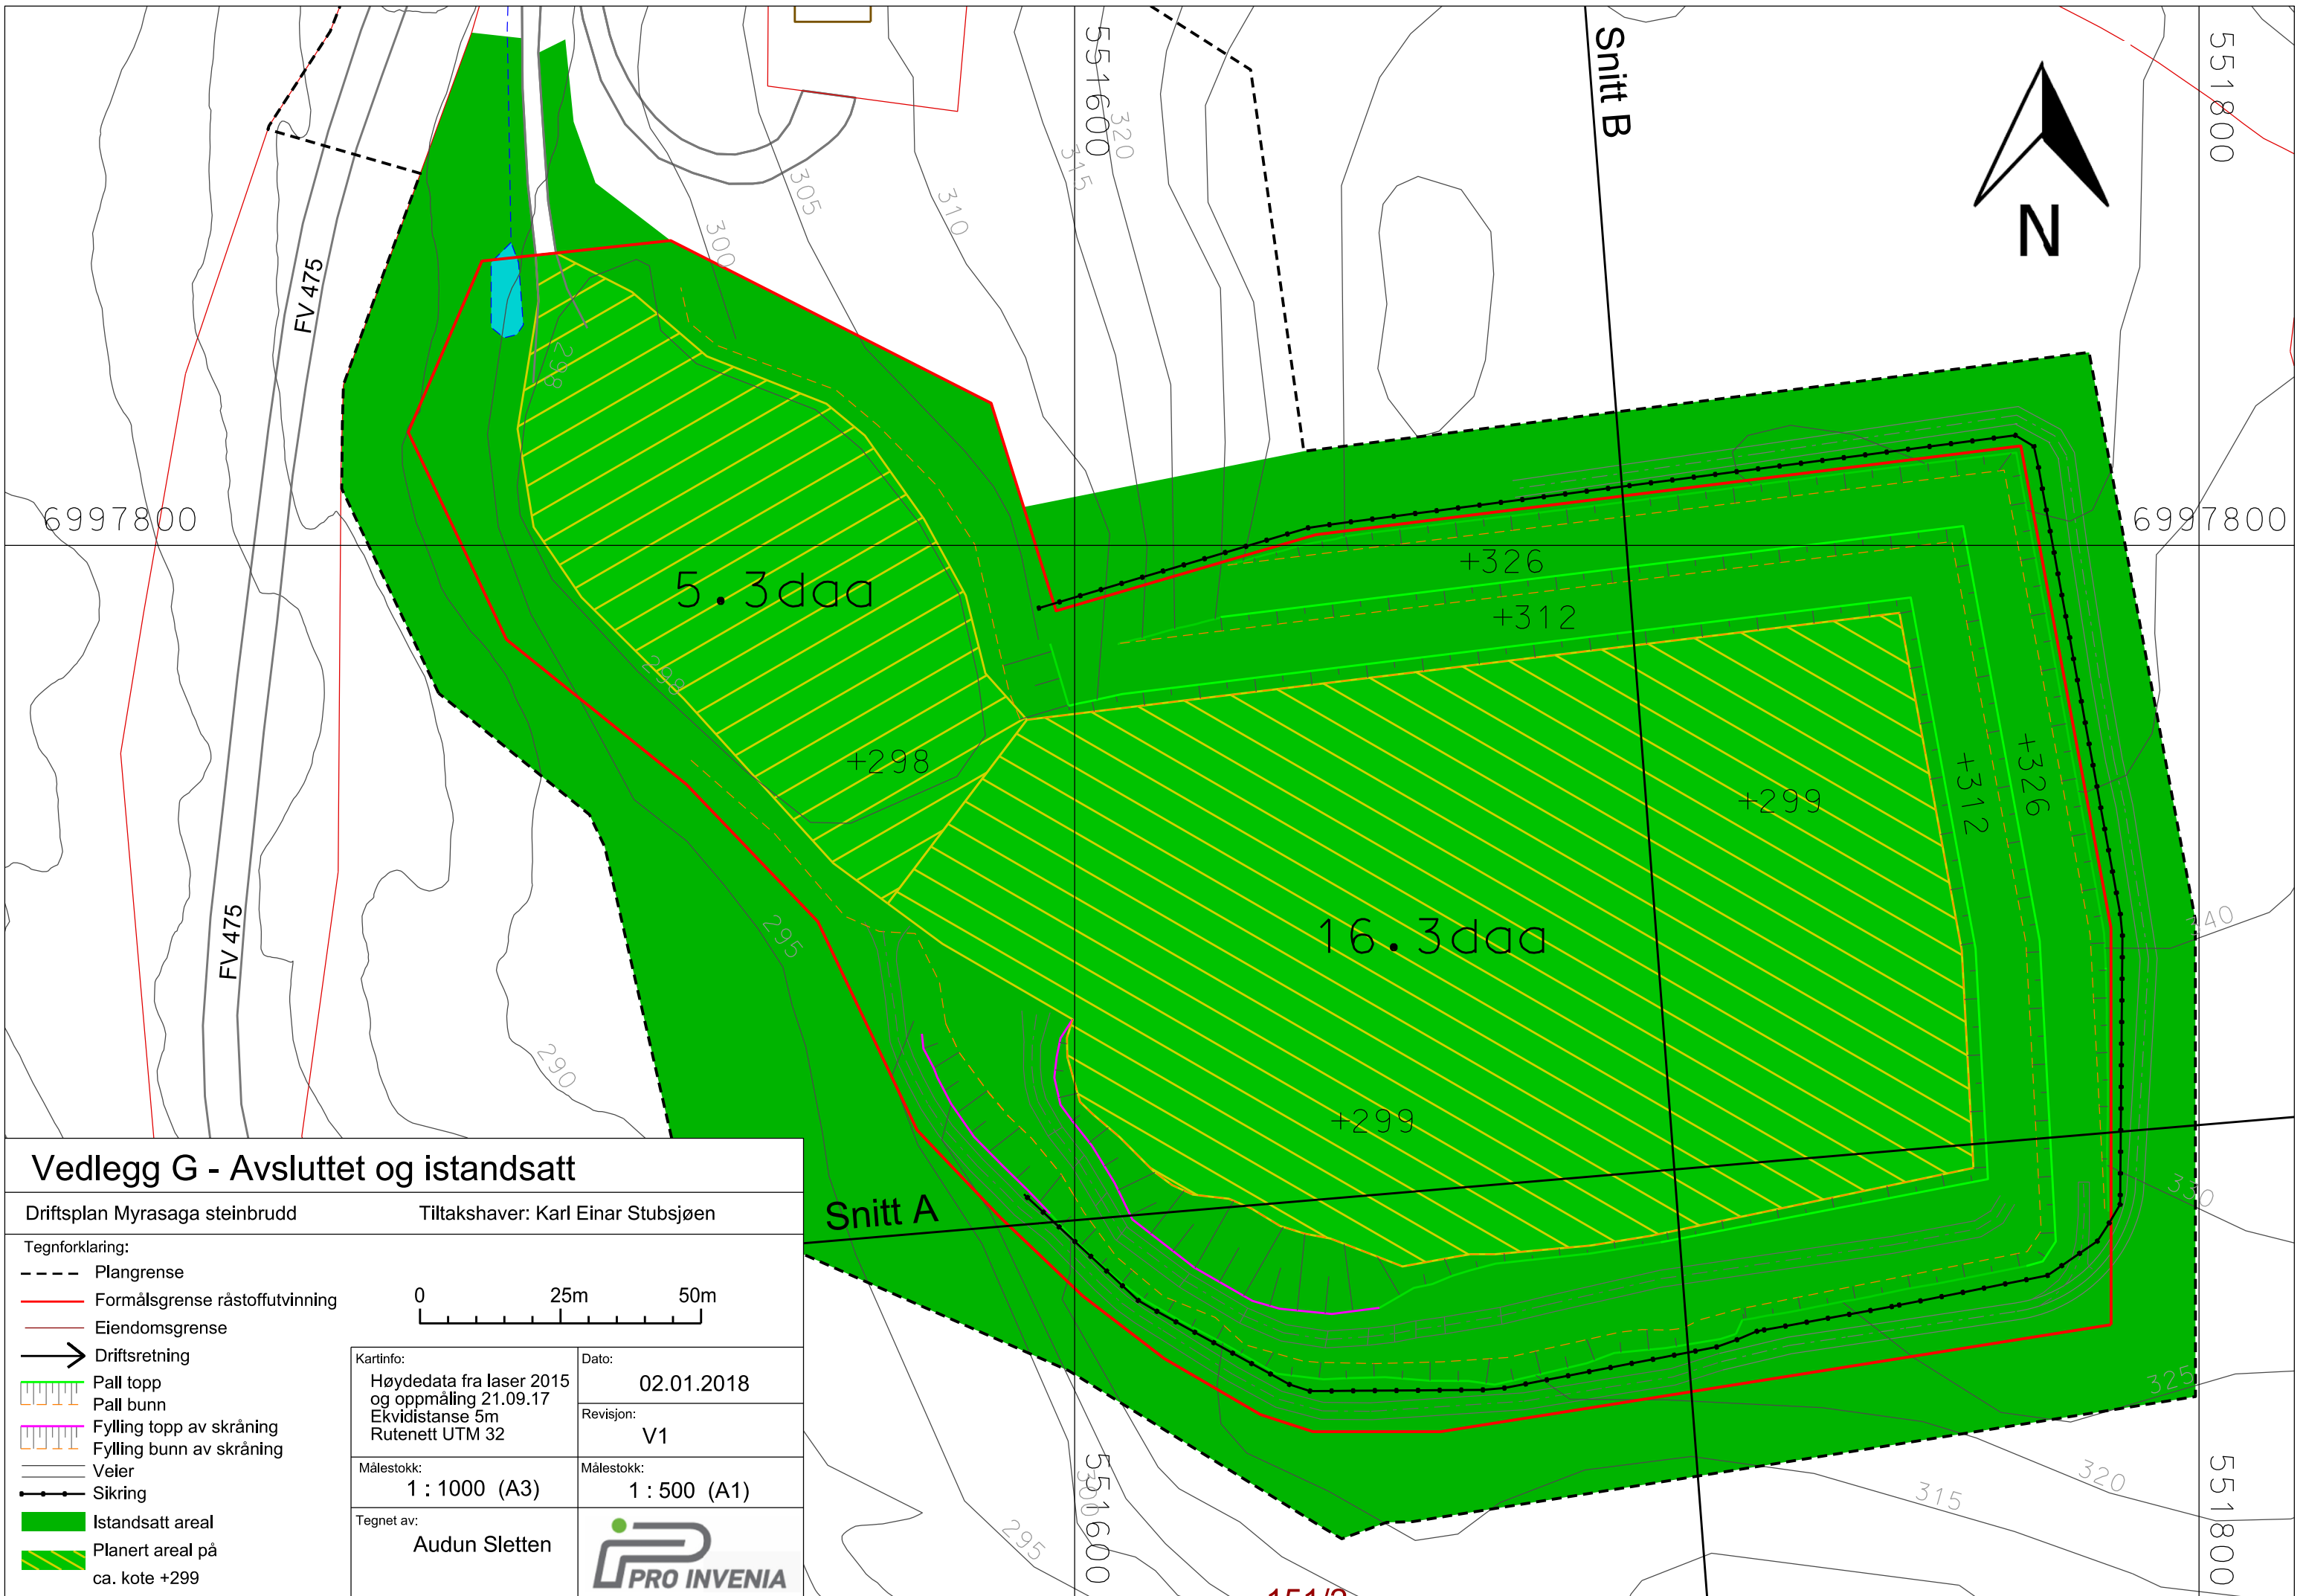 Snitt B
551600
551800
320
315
305
310
300
N
FV 475
298
6997800
6997800
5.3daa
+326
+312
298
+298
+299
+312
+326
16.3daa
340
295
FV 475
290
+299
330
Snitt A
325
320
315
295
300
551600
551800
Vedlegg G - Avsluttet og istandsatt
Driftsplan Myrasaga steinbrudd
Tiltakshaver: Karl Einar Stubsjøen
Tegnforklaring:
Plangrense
Formålsgrense råstoffutvinning
Eiendomsgrense
Driftsretning
Pall topp
Pall bunn
Fylling topp av skråning
Fylling bunn av skråning
Veier
Sikring
Istandsatt areal
Planert areal på
ca. kote +299
0 25m 50m
Kartinfo:
Høydedata fra laser 2015
og oppmåling 21.09.17
Ekvidistanse 5m
Rutenett UTM 32
Dato:
02.01.2018
Revisjon:
V1
Målestokk:
1 : 1000 (A3)
Målestokk:
1 : 500 (A1)
Tegnet av:
Audun Sletten
PRO INVENIA